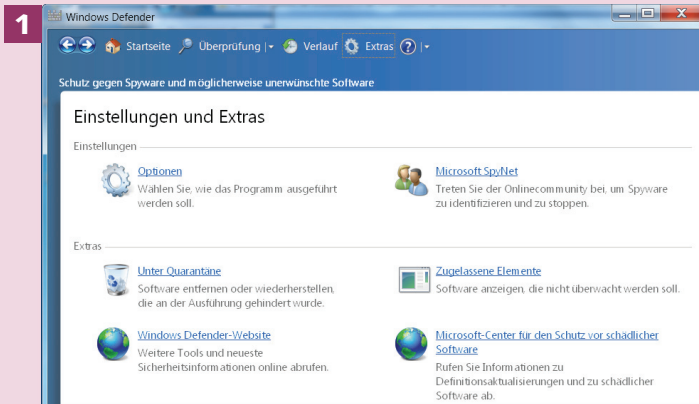 1
Windows Defender
Startseite Überprüfung Verlauf Extras
Schutz gegen Spyware und möglicherweise unerwünschte Software
Einstellungen und Extras
Einstellungen
Optionen
Wählen Sie, wie das Programm ausgeführt
werden soll.
Microsoft SpyNet
Treten Sie der Onlinecommunity bei, um Spyware
zu identifizieren und zu stoppen.
Extras
Unter Quarantäne
Software entfernen oder wiederherstellen,
die an der Ausführung gehindert wurde.
Zugelassene Elemente
Software anzeigen, die nicht überwacht werden soll.
Windows Defender-Website
Weitere Tools und neueste
Sicherheitsinformationen online abrufen.
Microsoft-Center für den Schutz vor schädlicher
Software
Rufen Sie Informationen zu
Definitionsaktualisierungen und zu schädlicher
Software ab.